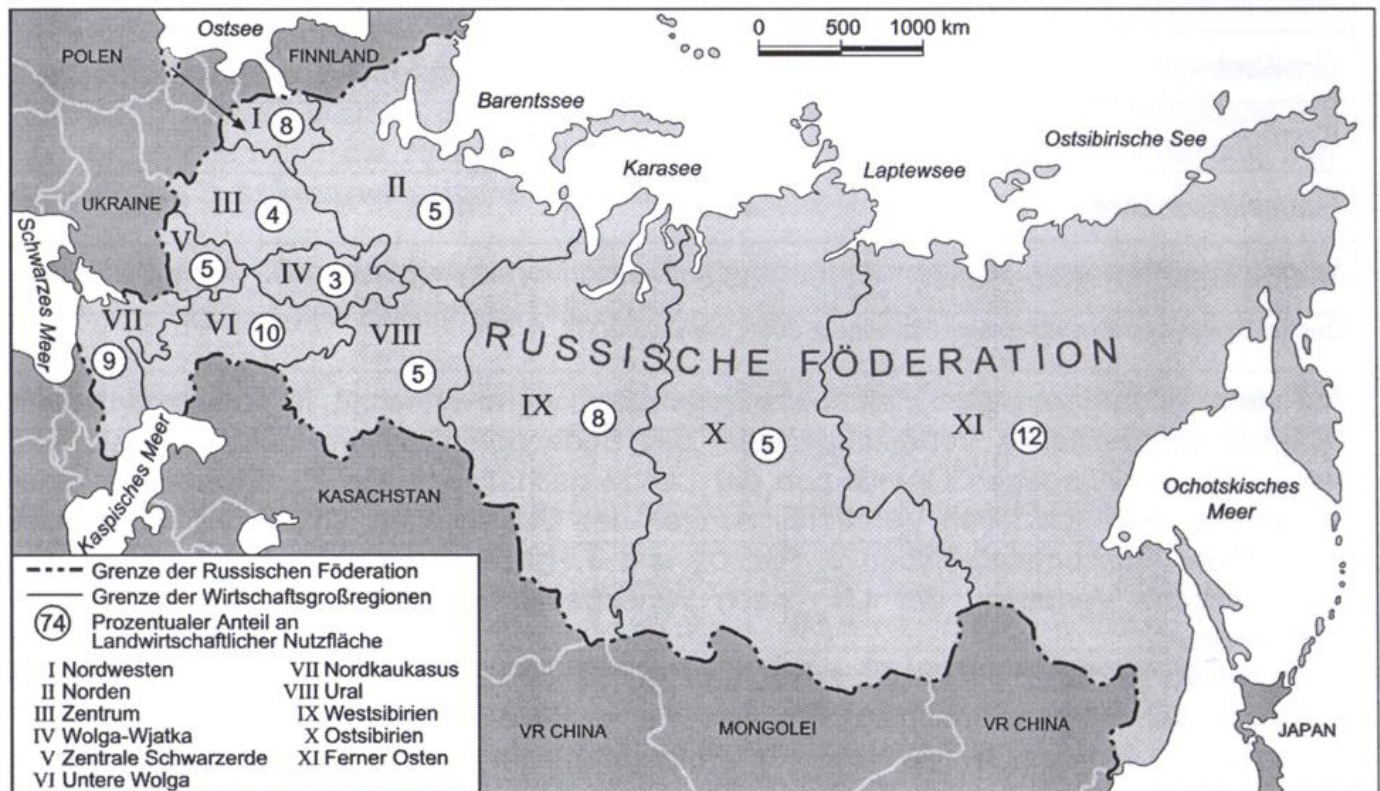 Ostsee
0 500 1000 km
POLEN
FINNLAND
Barentssee
I 8
Ostsibirische See
Karasee
Laptewsee
II 5
UKRAINE
III 4
Schwarzes Meer
V 5
IV 3
VII 9
VI 10
VIII 5
RUSSISCHE FÖDERATION
IX 8
X 5
XI 12
Kaspisches Meer
KASACHSTAN
Ochotskisches
Meer
VR CHINA
MONGOLEI
VR CHINA
JAPAN
Grenze der Russischen Föderation
Grenze der Wirtschaftsgroßregionen
74 Prozentualer Anteil an
Landwirtschaftlicher Nutzfläche
I Nordwesten
II Norden
III Zentrum
IV Wolga-Wjatka
V Zentrale Schwarzerde
VI Untere Wolga
VII Nordkaukasus
VIII Ural
IX Westsibirien
X Ostsibirien
XI Ferner Osten